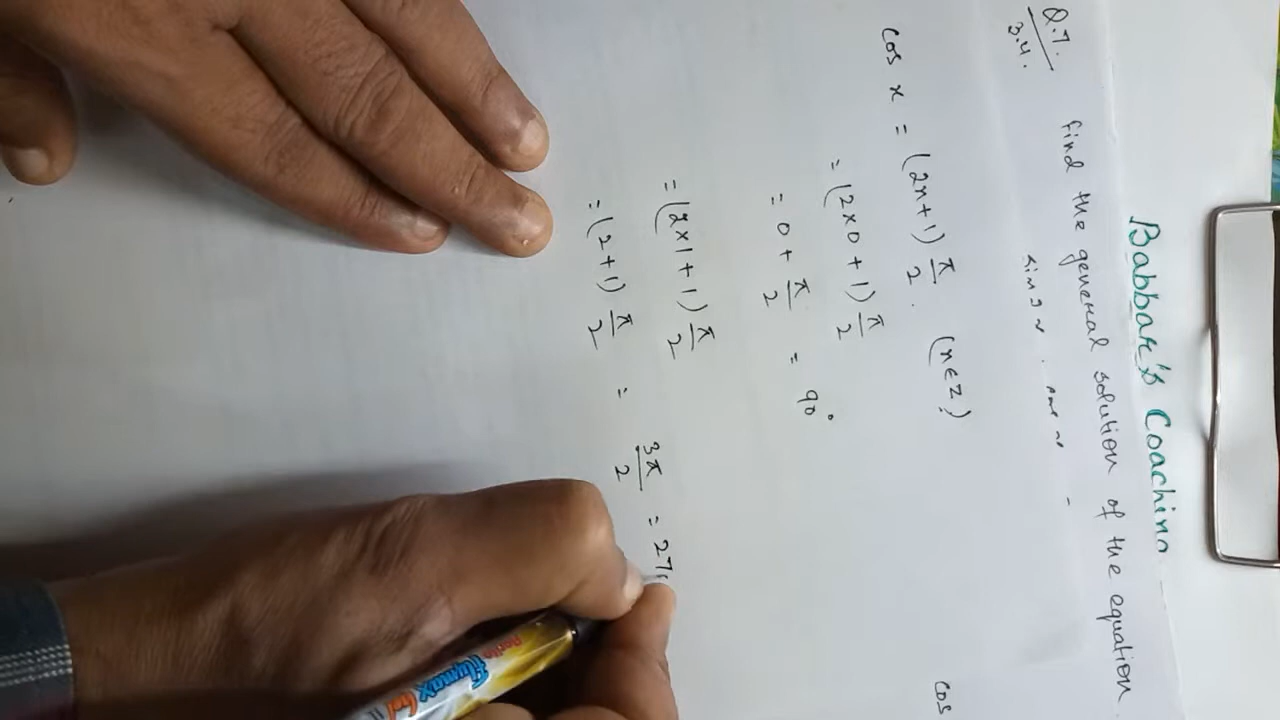 Babbar's Coaching
Q.7. Find the general solution of the equation
3.4.
cos x = (2n+1) π/2 . (n∈Z)
cos
= (2×0+1) π/2
= 0 + π/2 = 90°
= (2×1+1) π/2
= (2+1) π/2 = 3π/2 = 27